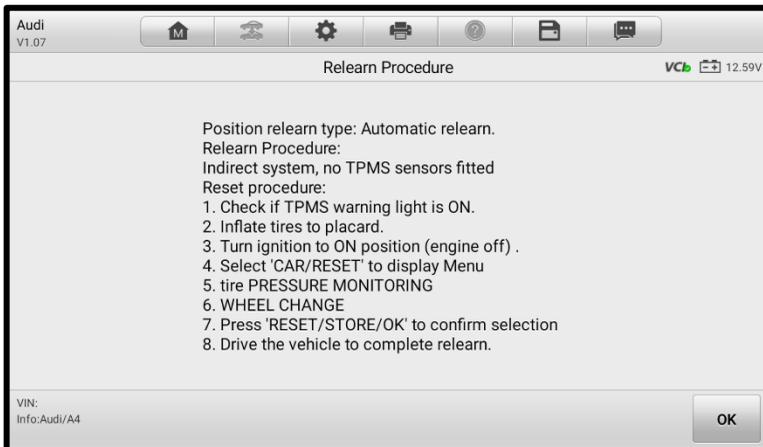 Audi
V1.07
M
Relearn Procedure
VCI
12.59V
Position relearn type: Automatic relearn.
Relearn Procedure:
Indirect system, no TPMS sensors fitted
Reset procedure:
1. Check if TPMS warning light is ON.
2. Inflate tires to placard.
3. Turn ignition to ON position (engine off) .
4. Select 'CAR/RESET' to display Menu
5. tire PRESSURE MONITORING
6. WHEEL CHANGE
7. Press 'RESET/STORE/OK' to confirm selection
8. Drive the vehicle to complete relearn.
VIN:
Info:Audi/A4
OK